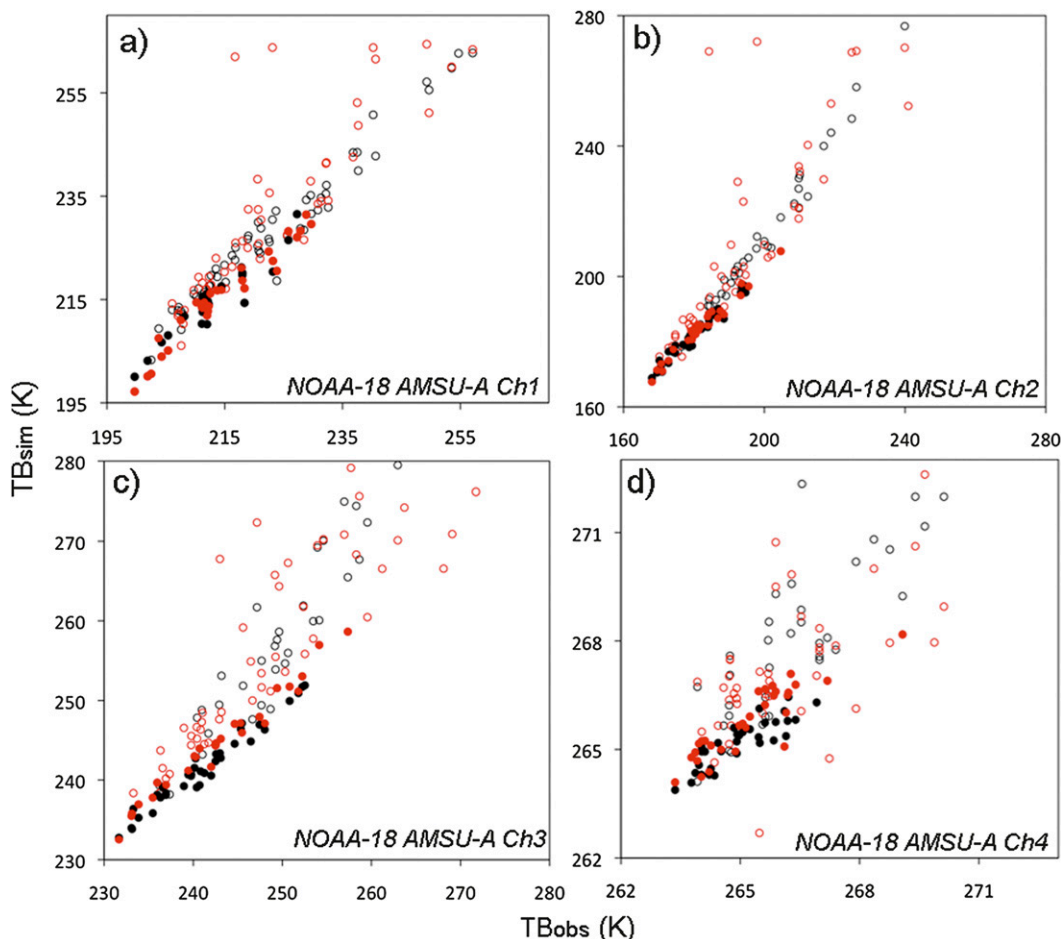 a)
255
235
215
195
195 215 235 255
NOAA-18 AMSU-A Ch1
b)
280
240
200
160
160 200 240 280
NOAA-18 AMSU-A Ch2
TBsim (K)
c)
280
270
260
250
240
230
230 240 250 260 270 280
NOAA-18 AMSU-A Ch3
d)
271
268
265
262
262 265 268 271
NOAA-18 AMSU-A Ch4
TBobs (K)